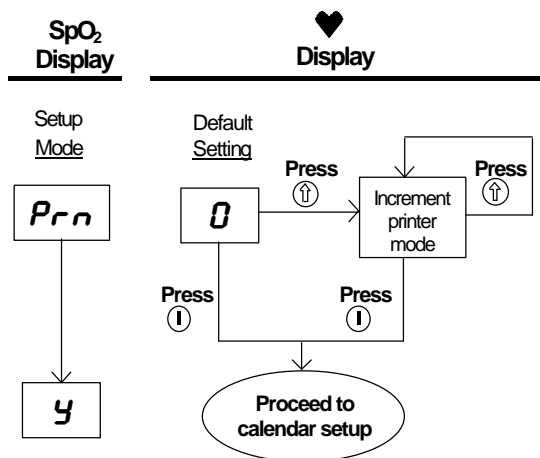 SpO₂
Display
♥
Display
Setup
Mode
Default
Setting
Prn
0
Press
⇧
Increment
printer
mode
Press
⇧
Press
I
Press
I
y
Proceed to
calendar setup